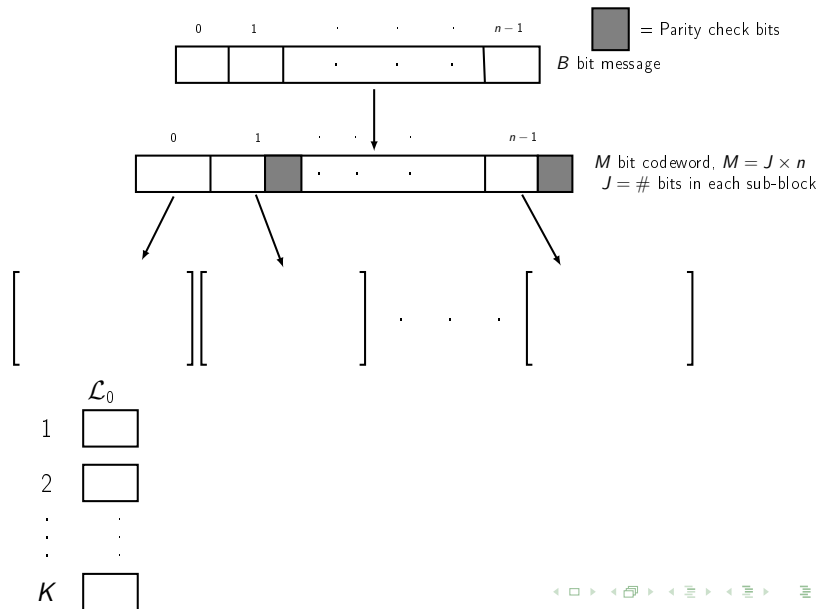 0 1 · · · n − 1
= Parity check bits
B bit message
0 1 · · · n − 1
M bit codeword, M = J × n
J = # bits in each sub-block
ℒ₀
1
2
K